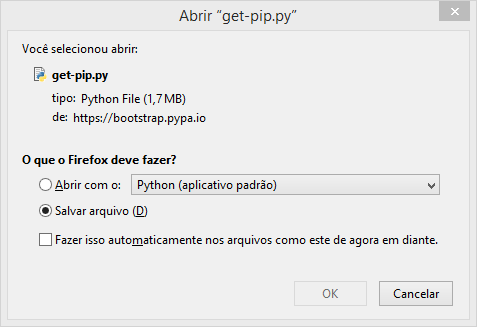 Abrir “get-pip.py”
Você selecionou abrir:
get-pip.py
tipo: Python File (1,7 MB)
de: https://bootstrap.pypa.io
O que o Firefox deve fazer?
Abrir com o: Python (aplicativo padrão)
Salvar arquivo (D)
Fazer isso automaticamente nos arquivos como este de agora em diante.
OK Cancelar